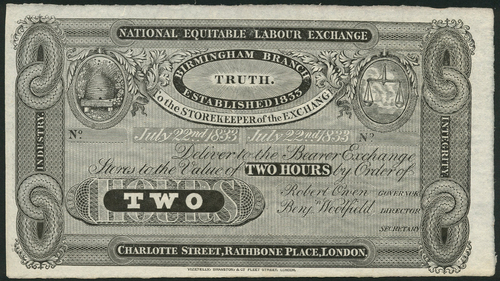 NATIONAL EQUITABLE LABOUR EXCHANGE
BIRMINGHAM BRANCH
TRUTH.
ESTABLISHED 1833
To the STOREKEEPER of the EXCHANGE
No July 22nd 1833 July 22nd 1833 No
Deliver to the Bearer Exchange
Stores to the Value of TWO HOURS by Order of
Robert Owen GOVERNOR
HOURS
TWO
Benj. Woolfield DIRECTOR
SECRETARY
INDUSTRY.
INTEGRITY
CHARLOTTE STREET, RATHBONE PLACE, LONDON.